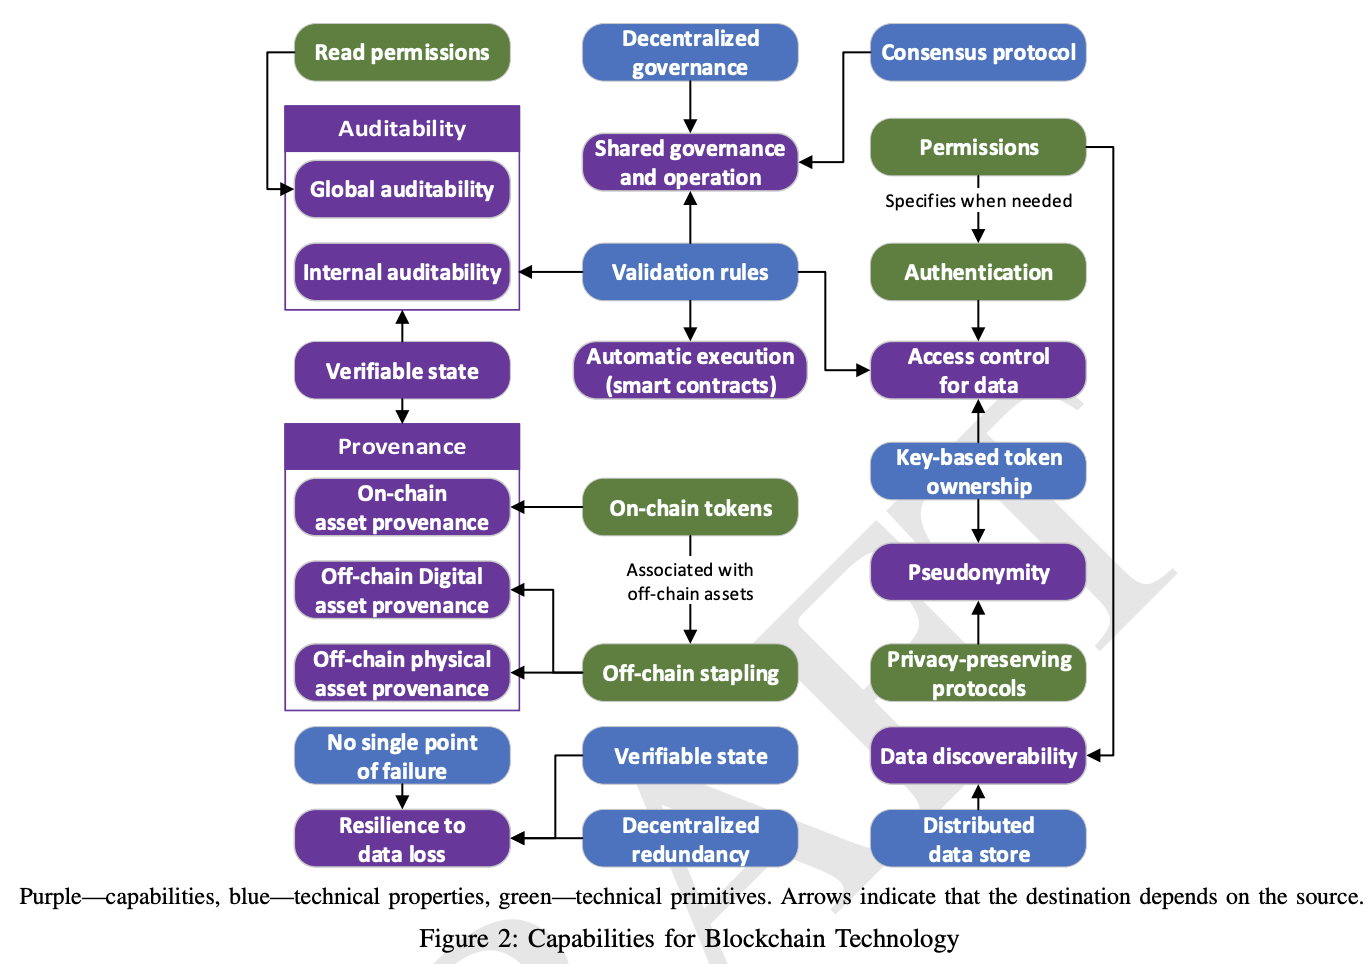 Read permissions
Decentralized
governance
Consensus protocol
Auditability
Global auditability
Internal auditability
Shared governance
and operation
Permissions
Specifies when needed
Validation rules
Authentication
Verifiable state
Automatic execution
(smart contracts)
Access control
for data
Provenance
On-chain
asset provenance
Off-chain Digital
asset provenance
Off-chain physical
asset provenance
On-chain tokens
Associated with
off-chain assets
Off-chain stapling
Key-based token
ownership
Pseudonymity
Privacy-preserving
protocols
No single point
of failure
Verifiable state
Data discoverability
Resilience to
data loss
Decentralized
redundancy
Distributed
data store
Purple—capabilities, blue—technical properties, green—technical primitives. Arrows indicate that the destination depends on the source.
Figure 2: Capabilities for Blockchain Technology